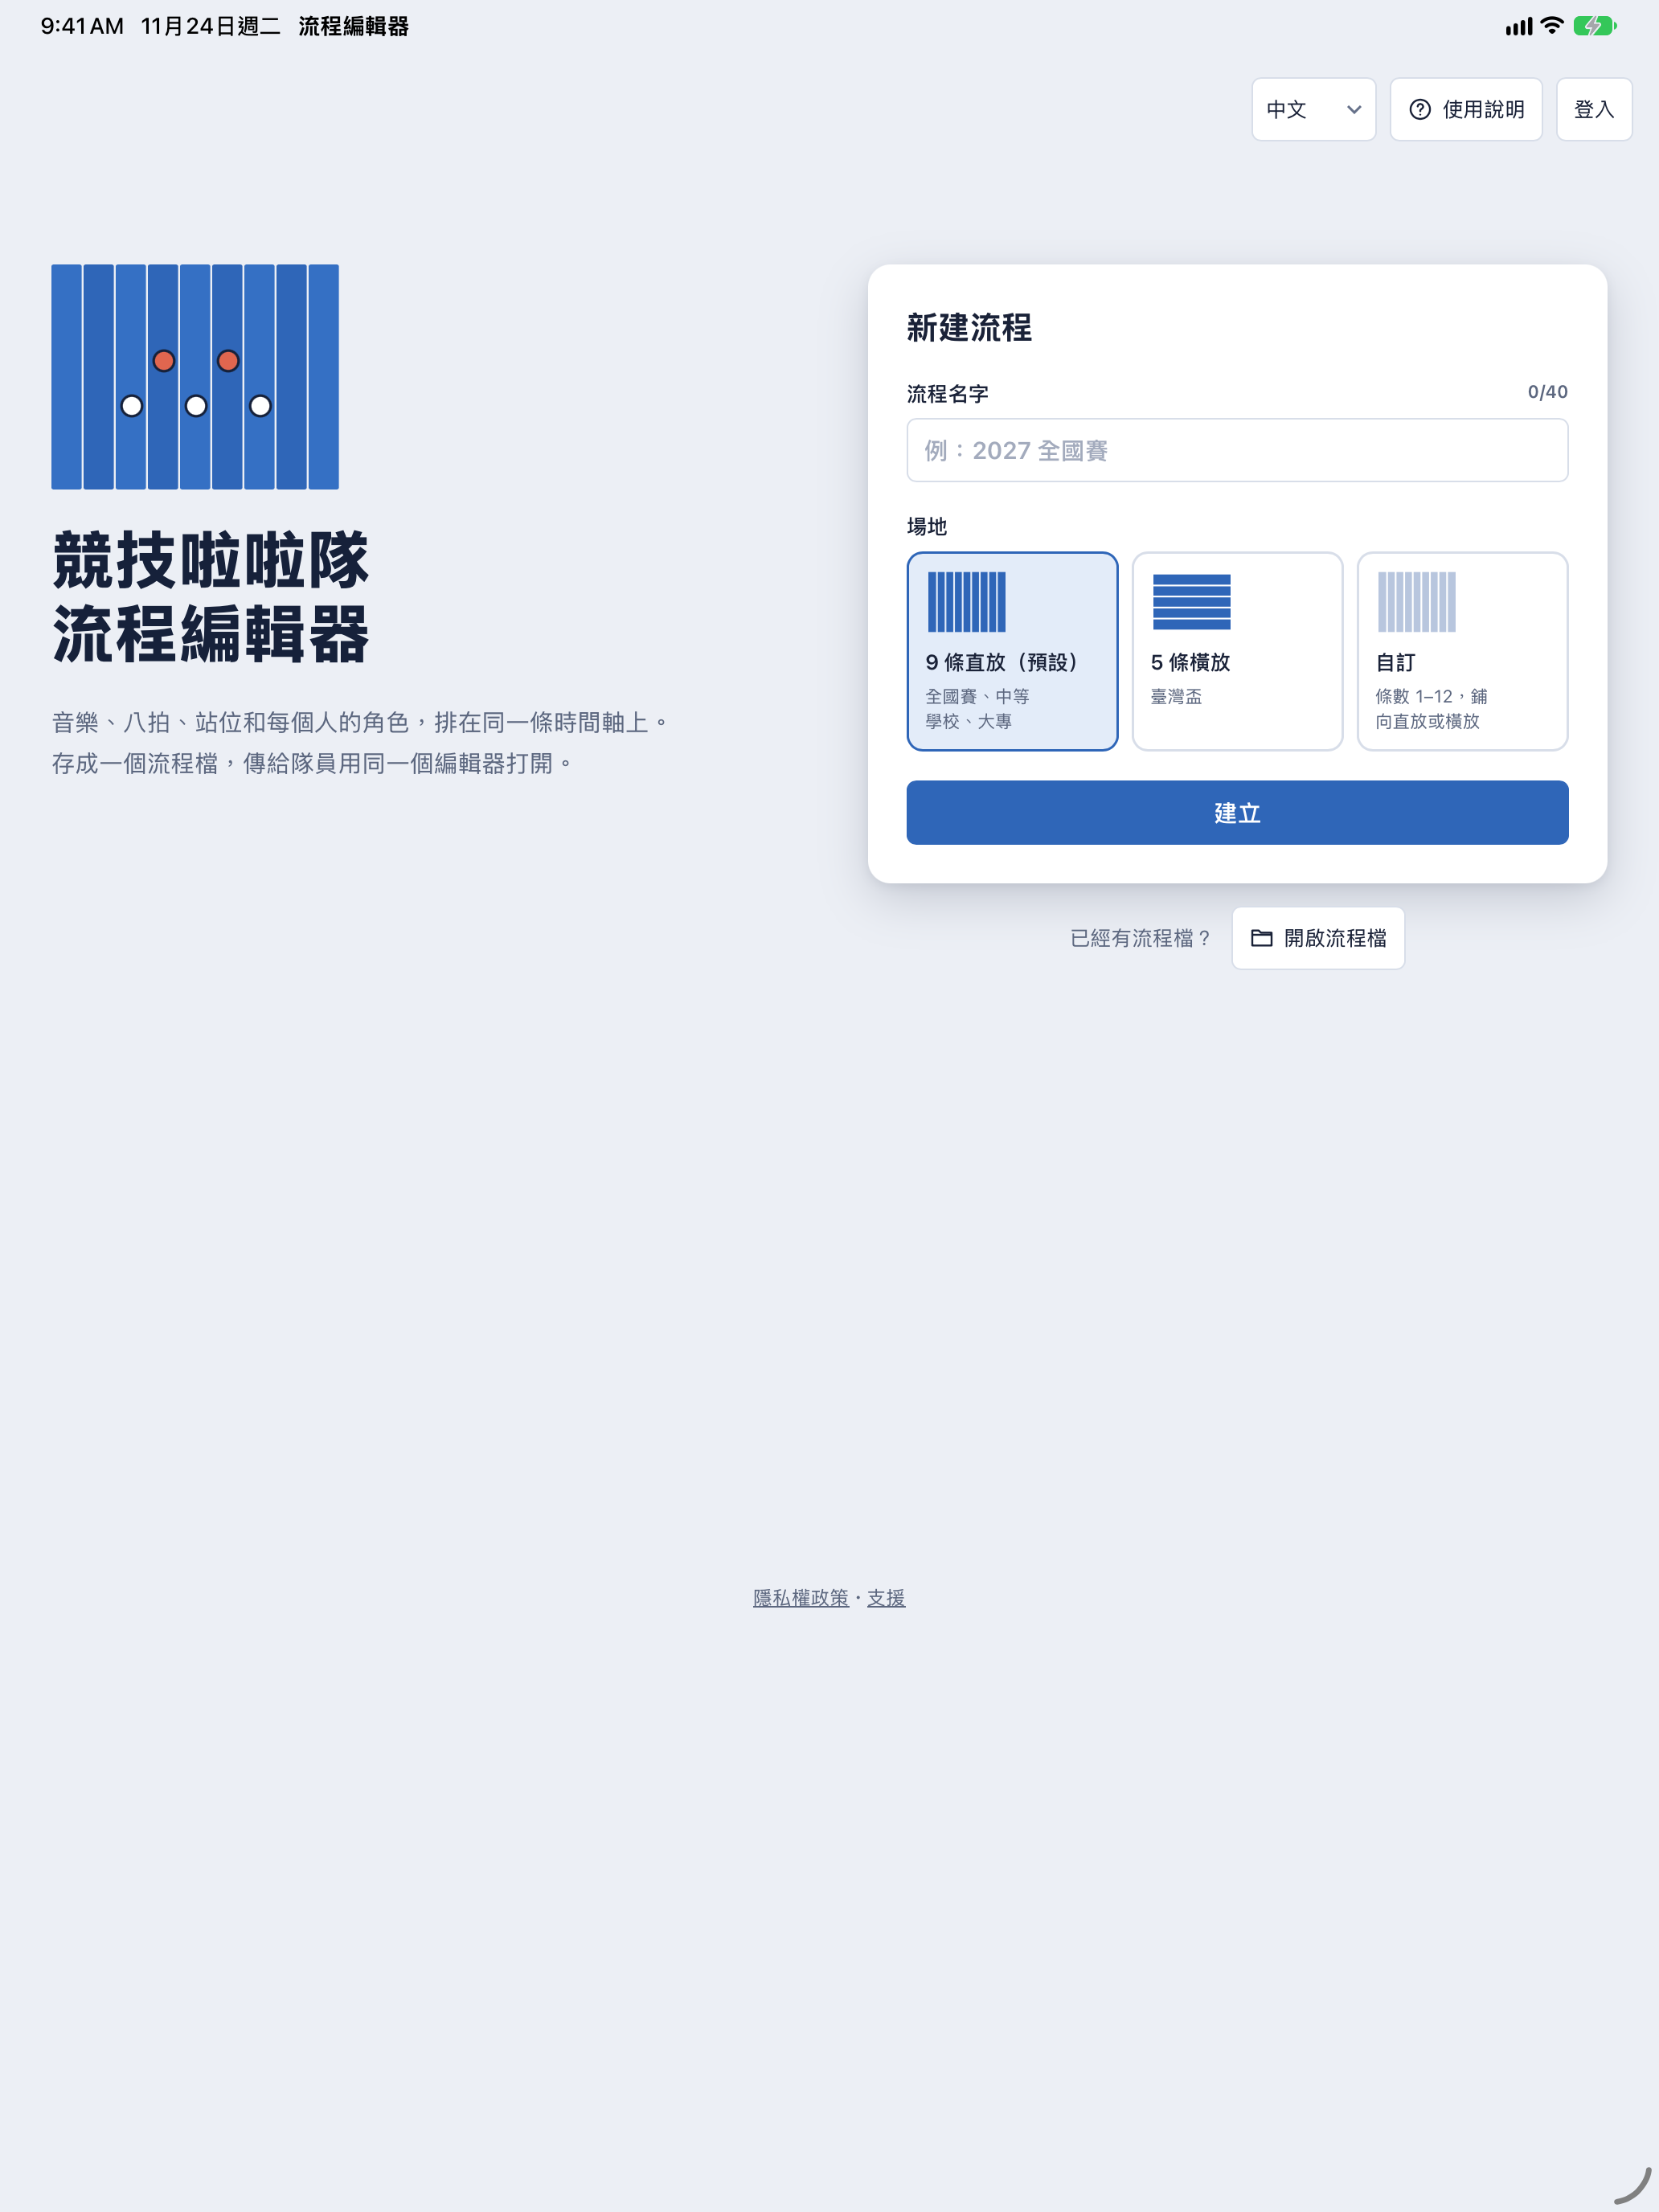 9:41 AM 11月24日週二 流程編輯器
中文
使用說明
登入
競技啦啦隊
流程編輯器
音樂、八拍、站位和每個人的角色，排在同一條時間軸上。
存成一個流程檔，傳給隊員用同一個編輯器打開。
新建流程
流程名字 0/40
例：2027 全國賽
場地
9 條直放（預設）
全國賽、中等
學校、大專
5 條橫放
臺灣盃
自訂
條數 1–12，鋪
向直放或橫放
建立
已經有流程檔？
開啟流程檔
隱私權政策 · 支援